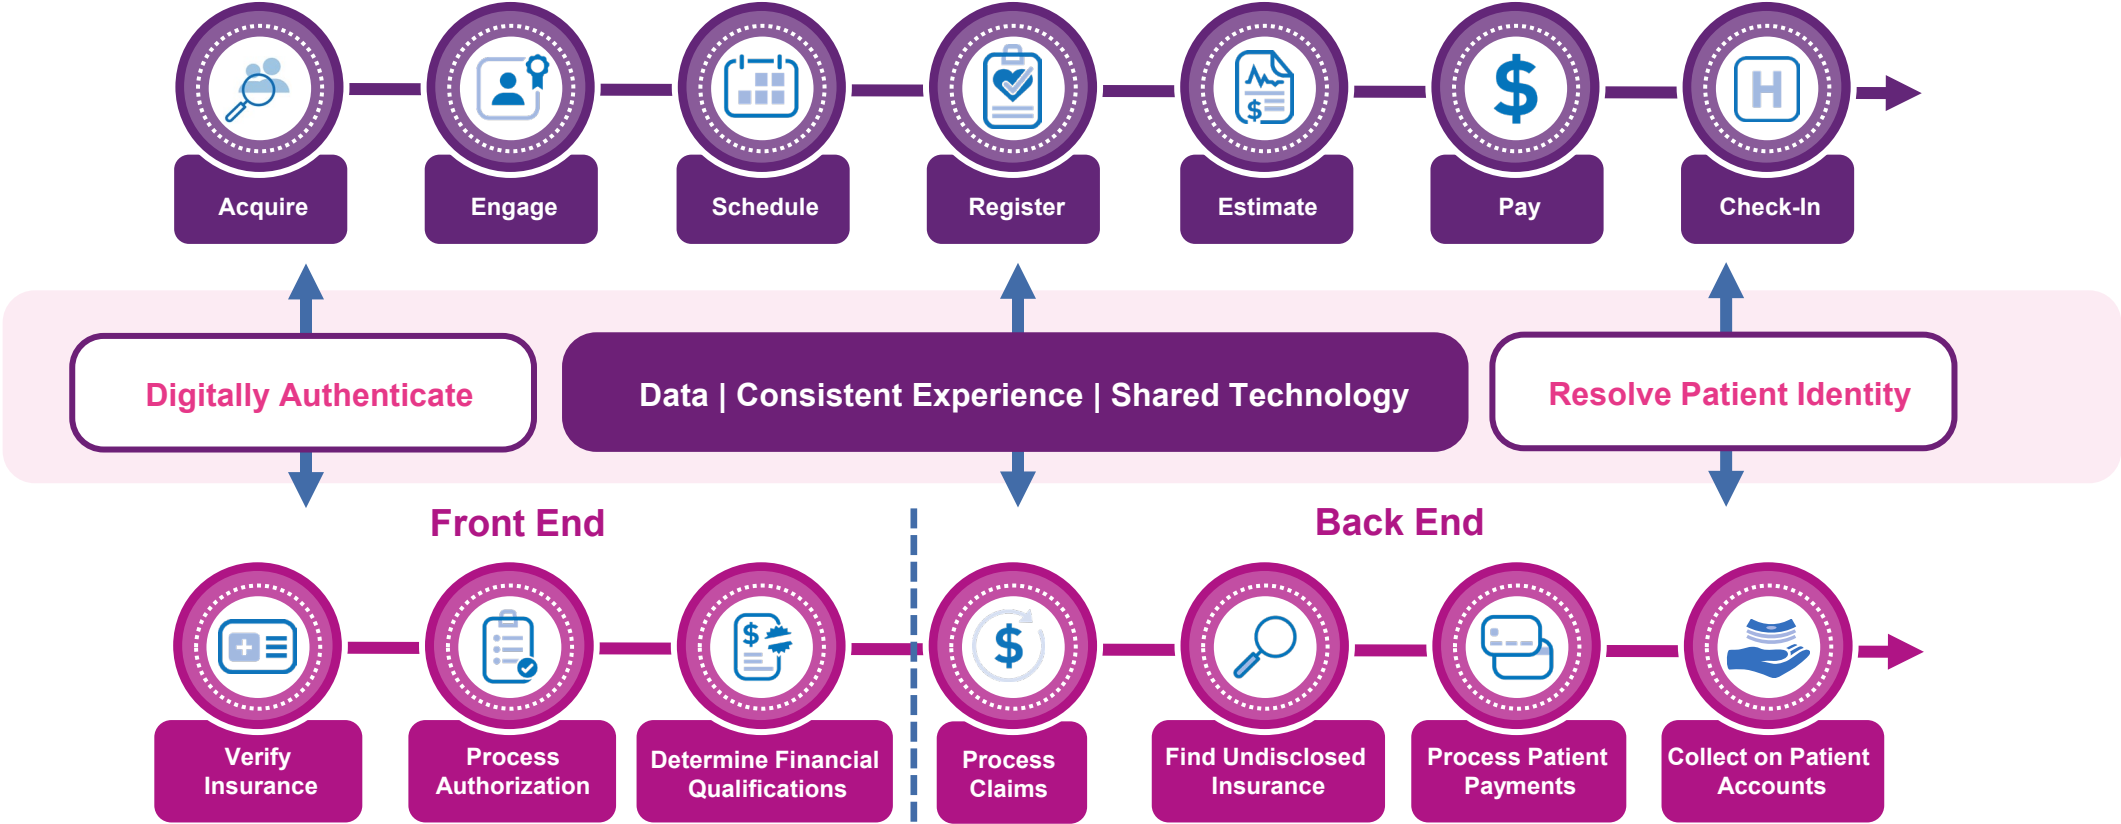 Acquire
Engage
Schedule
Register
Estimate
Pay
Check-In
Digitally Authenticate
Data | Consistent Experience | Shared Technology
Resolve Patient Identity
Front End
Back End
Verify
Insurance
Process
Authorization
Determine Financial
Qualifications
Process
Claims
Find Undisclosed
Insurance
Process Patient
Payments
Collect on Patient
Accounts